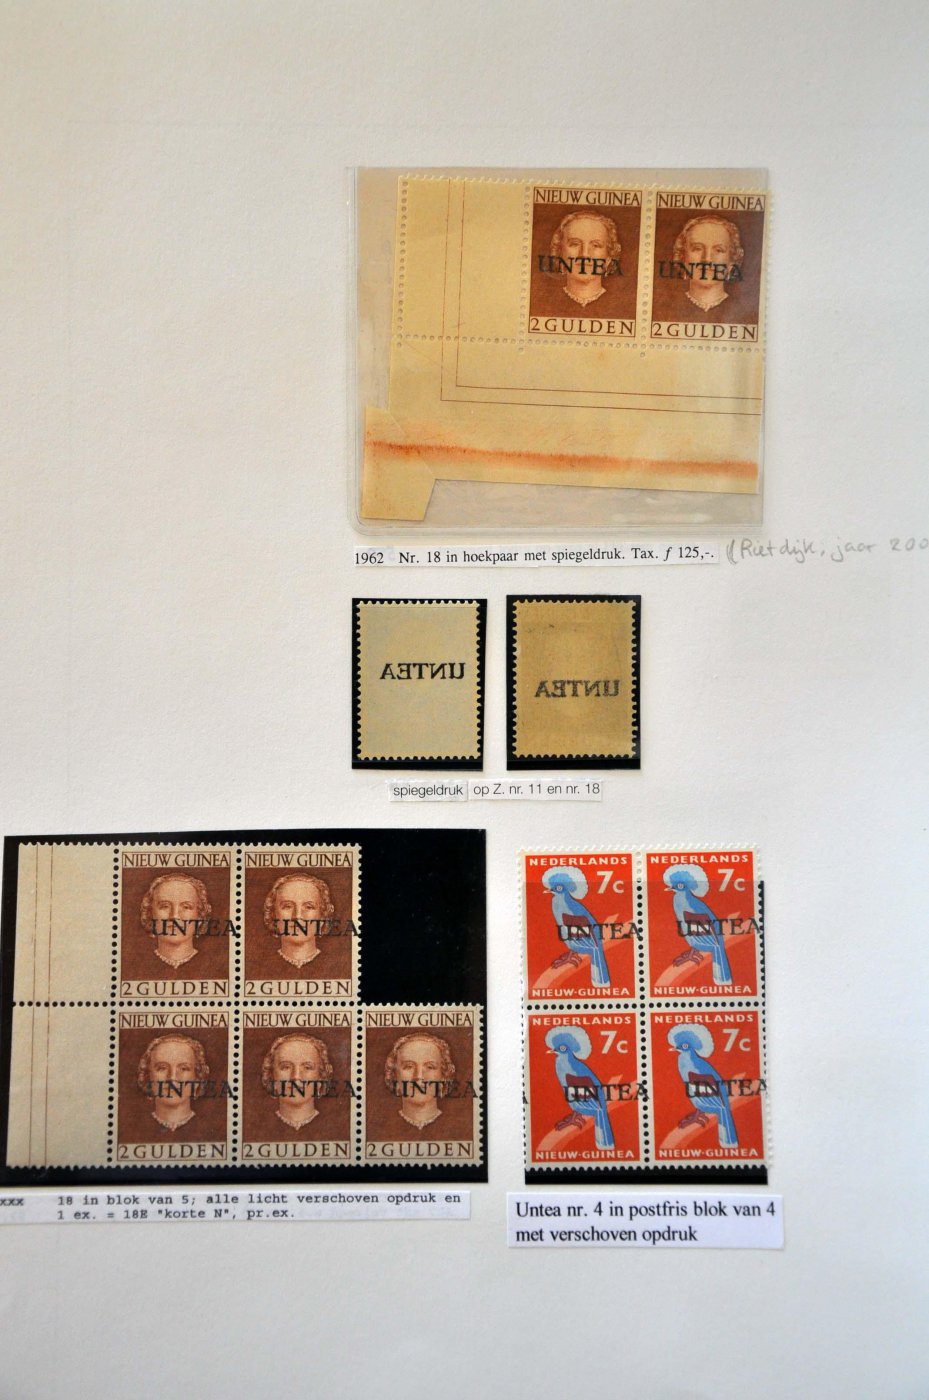 NIEUW GUINEA NIEUW GUINEA
UNTEA UNTEA
2 GULDEN 2 GULDEN
1962 Nr. 18 in hoekpaar met spiegeldruk. Tax. ƒ 125,-. (Rietdijk, jaar 200
UNTEA UNTEA
spiegeldruk op Z. nr. 11 en nr. 18
NIEUW GUINEA NIEUW GUINEA
UNTEA UNTEA
2 GULDEN 2 GULDEN
NIEUW GUINEA NIEUW GUINEA NIEUW GUINEA
UNTEA UNTEA UNTEA
2 GULDEN 2 GULDEN 2 GULDEN
xxx 18 in blok van 5; alle licht verschoven opdruk en
1 ex. = 18E "korte N", pr.ex.
NEDERLANDS NEDERLANDS
7c 7c
UNTEA UNTEA
NIEUW-GUINEA NIEUW-GUINEA
NEDERLANDS NEDERLANDS
7c 7c
UNTEA UNTEA
NIEUW-GUINEA NIEUW-GUINEA
Untea nr. 4 in postfris blok van 4
met verschoven opdruk